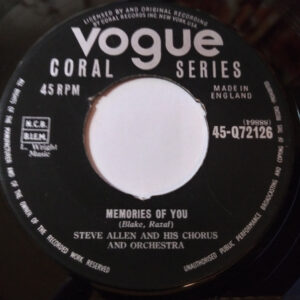 LICENSED BY AND ORIGINAL RECORDING
BY CORAL RECORDS INC. NEW YORK. USA.
vogue
CORAL SERIES
45 RPM
MADE IN
ENGLAND
N.C.B.
B.I.E.M.
L. Wright
Music
(88864)
45-Q72126
MEMORIES OF YOU
(Blake, Razaf)
STEVE ALLEN AND HIS CHORUS
AND ORCHESTRA
ALL RIGHTS OF THE MANUFACTURER AND OF THE OWNER OF THE RECORDED WORK RESERVED.
UNAUTHORISED PUBLIC PERFORMANCE BROADCASTING AND COPYING OF